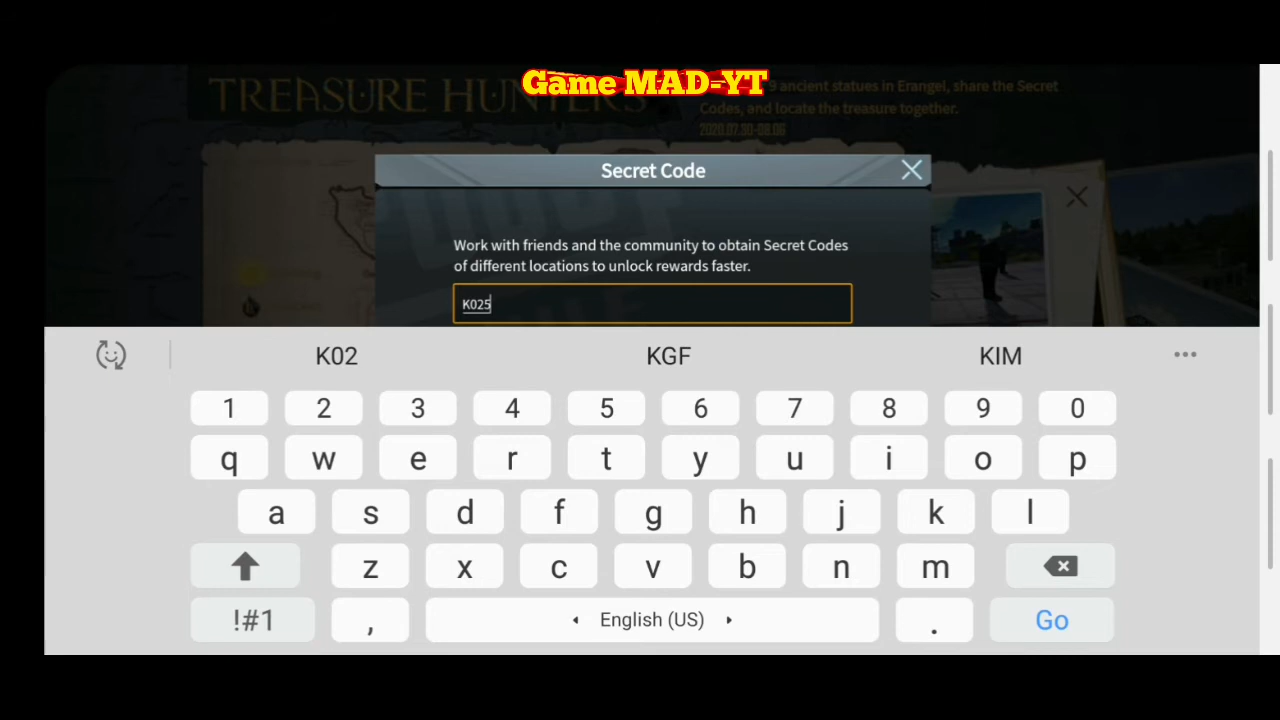 Game MAD-YT
TREASURE HUNTERS
9 ancient statues in Erangel, share the Secret
Codes, and locate the treasure together.
2020.07.30-08.06
Secret Code
Work with friends and the community to obtain Secret Codes
of different locations to unlock rewards faster.
K025
K02 KGF KIM
1 2 3 4 5 6 7 8 9 0
q w e r t y u i o p
a s d f g h j k l
z x c v b n m
!#1 , English (US) . Go